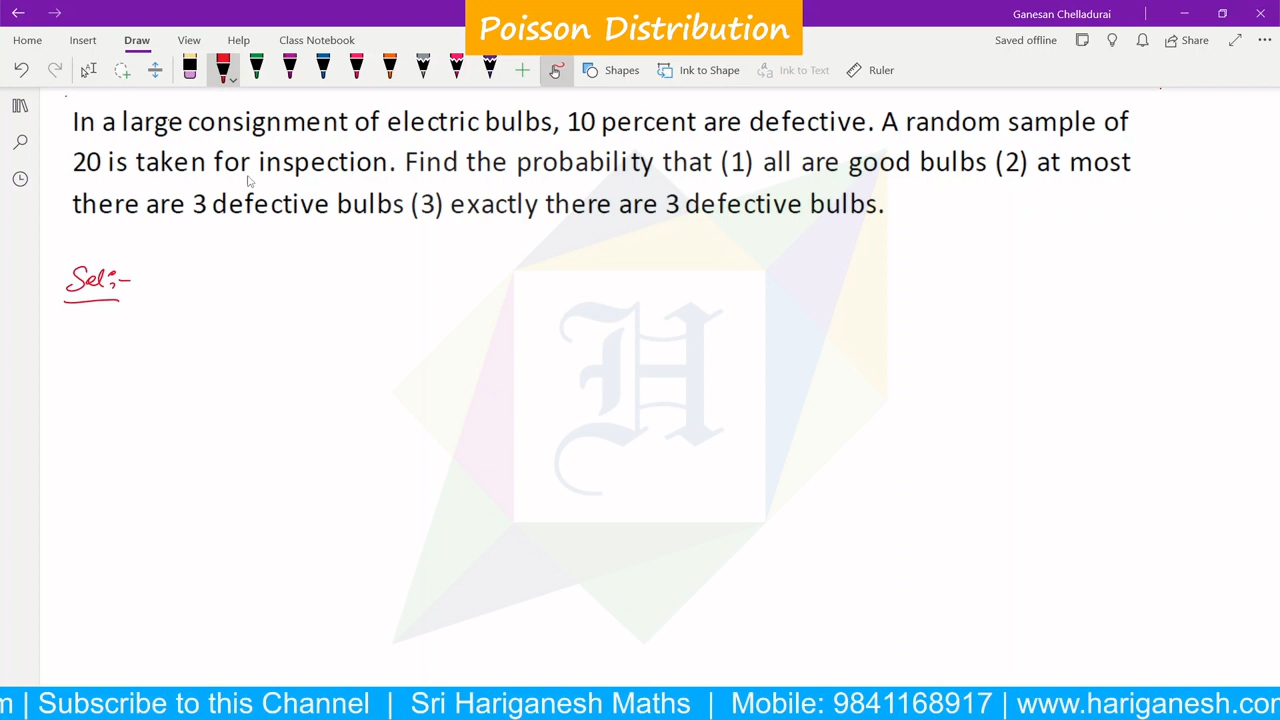 Poisson Distribution
Ganesan Chelladurai
Home Insert Draw View Help Class Notebook
Saved offline Share
Shapes Ink to Shape Ink to Text Ruler
In a large consignment of electric bulbs, 10 percent are defective. A random sample of
20 is taken for inspection. Find the probability that (1) all are good bulbs (2) at most
there are 3 defective bulbs (3) exactly there are 3 defective bulbs.
Sol:-
H
m | Subscribe to this Channel | Sri Hariganesh Maths | Mobile: 9841168917 | www.hariganesh.com